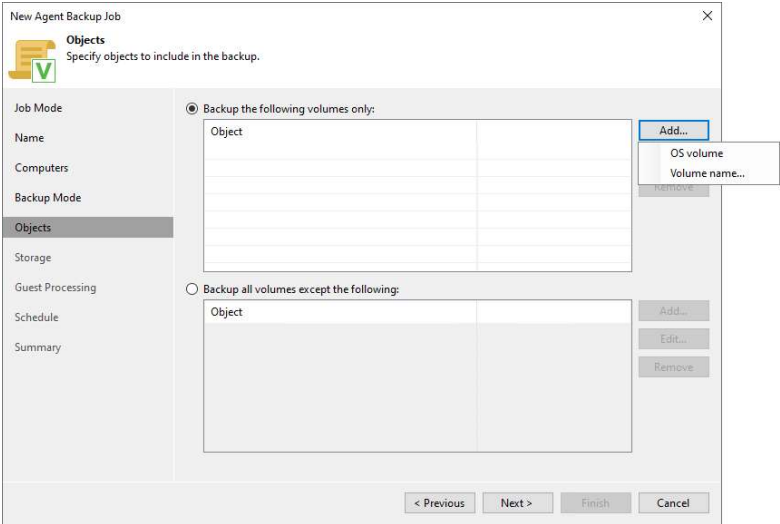 New Agent Backup Job
Objects
Specify objects to include in the backup.
V
Job Mode
Name
Computers
Backup Mode
Objects
Storage
Guest Processing
Schedule
Summary
Backup the following volumes only:
Object
Add...
OS volume
Volume name...
Remove
Backup all volumes except the following:
Object
Add...
Edit...
Remove
< Previous
Next >
Finish
Cancel